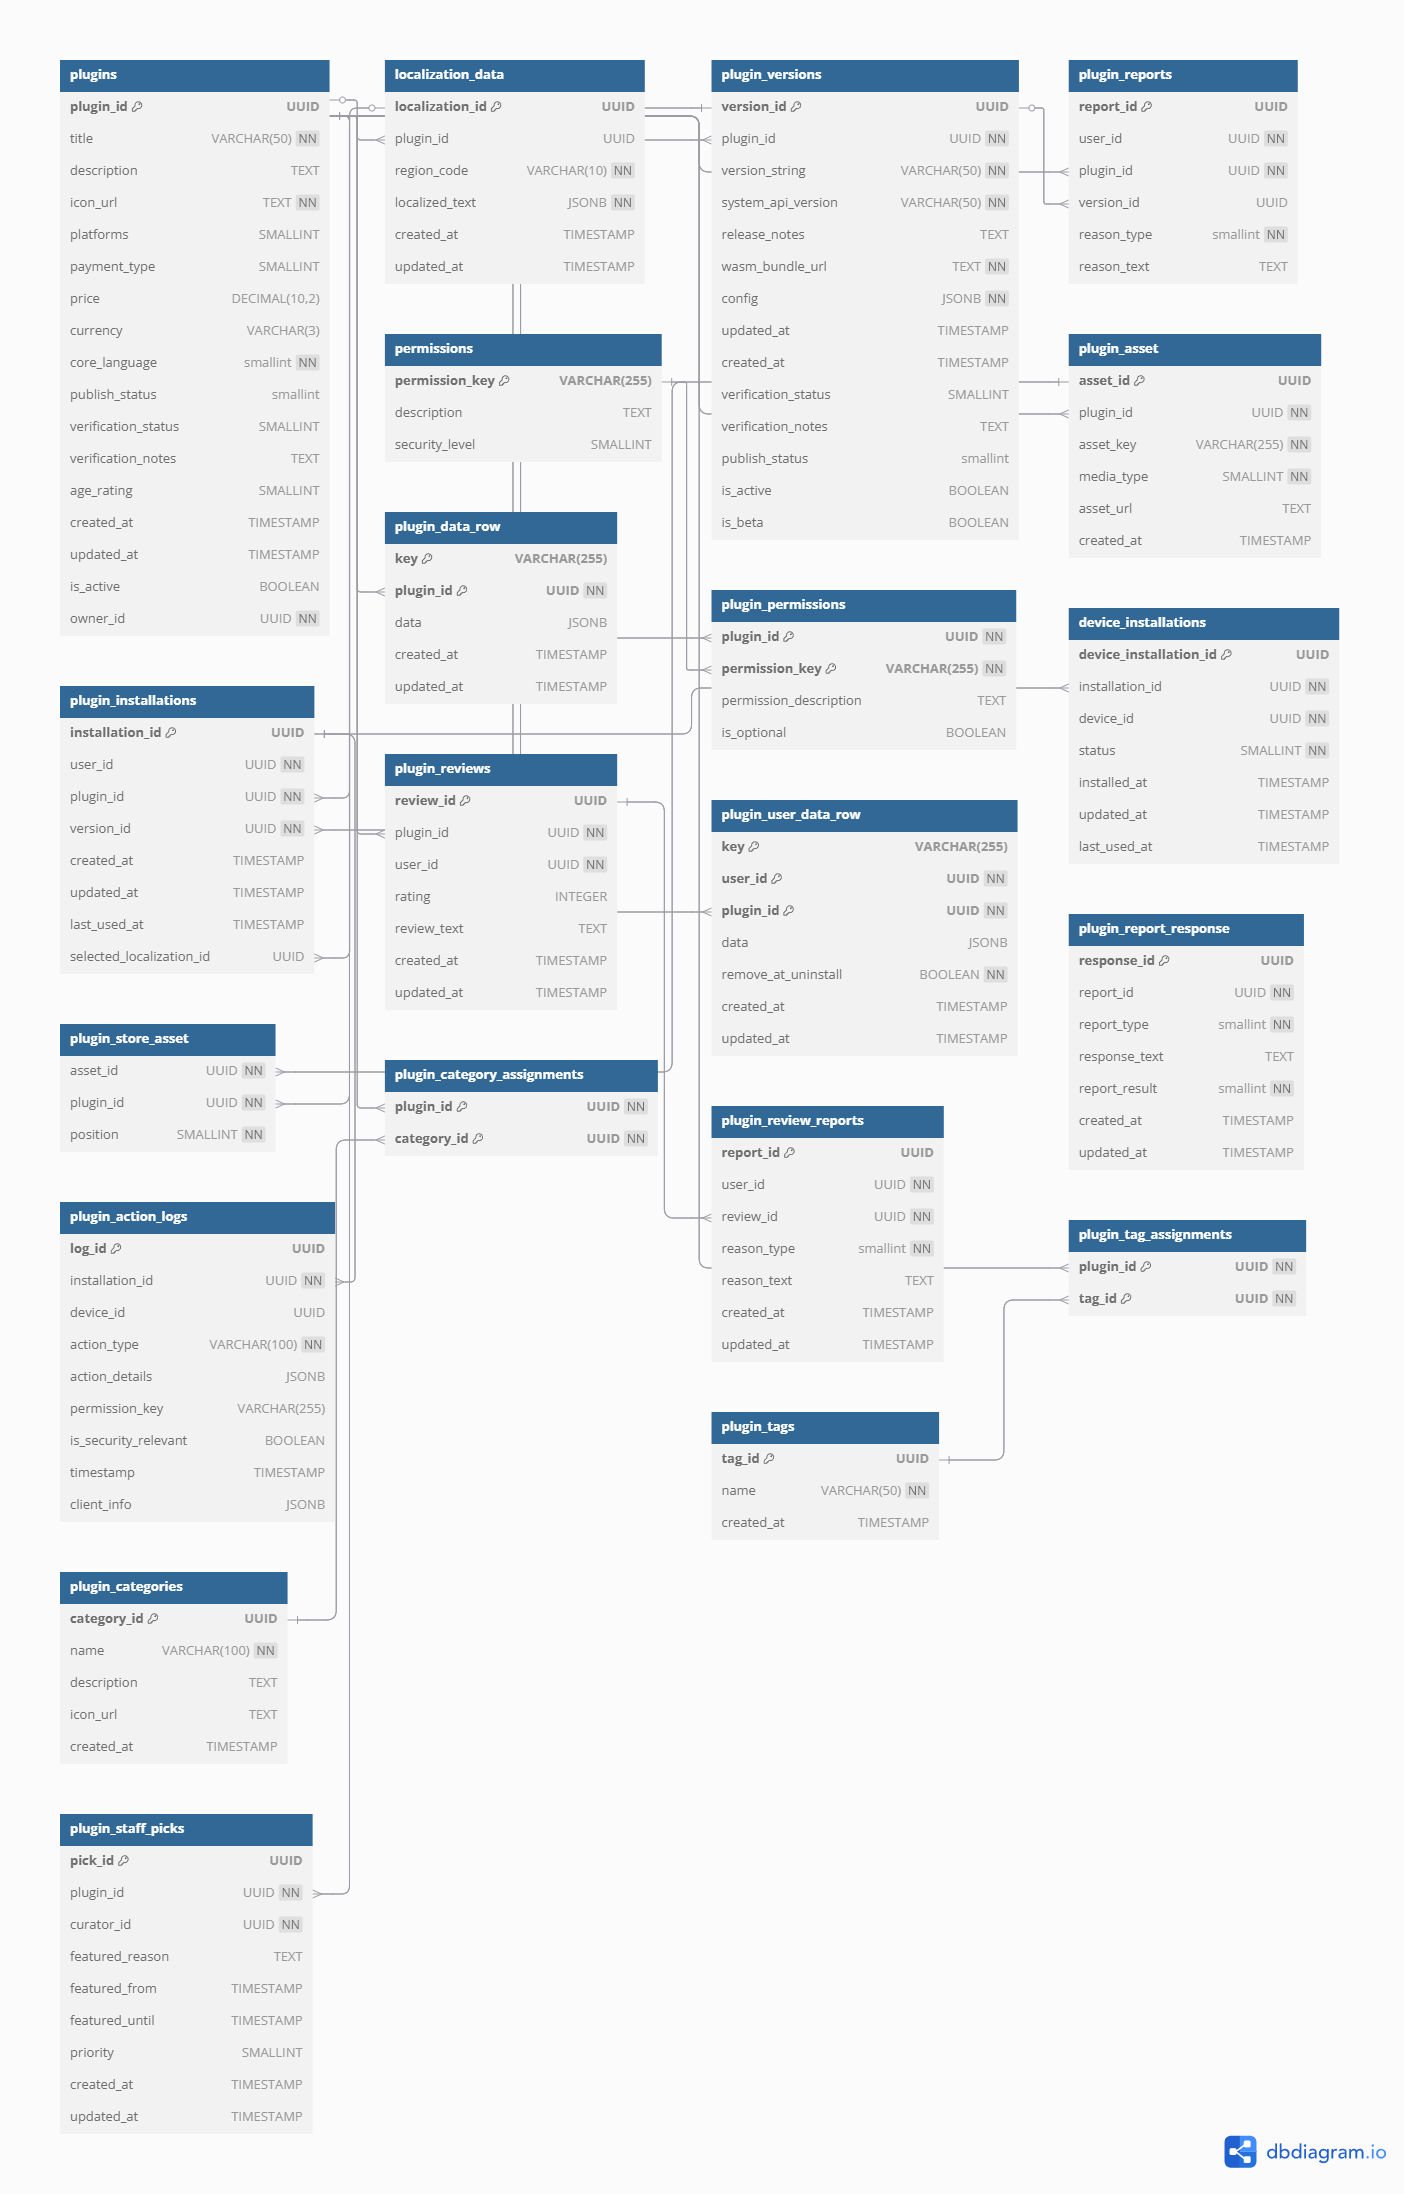 plugins
plugin_id UUID
title VARCHAR(50) NN
description TEXT
icon_url TEXT NN
platforms SMALLINT
payment_type SMALLINT
price DECIMAL(10,2)
currency VARCHAR(3)
core_language smallint NN
publish_status smallint
verification_status SMALLINT
verification_notes TEXT
age_rating SMALLINT
created_at TIMESTAMP
updated_at TIMESTAMP
is_active BOOLEAN
owner_id UUID NN
plugin_installations
installation_id UUID
user_id UUID NN
plugin_id UUID NN
version_id UUID NN
created_at TIMESTAMP
updated_at TIMESTAMP
last_used_at TIMESTAMP
selected_localization_id UUID
plugin_store_asset
asset_id UUID NN
plugin_id UUID NN
position SMALLINT NN
plugin_action_logs
log_id UUID
installation_id UUID NN
device_id UUID
action_type VARCHAR(100) NN
action_details JSONB
permission_key VARCHAR(255)
is_security_relevant BOOLEAN
timestamp TIMESTAMP
client_info JSONB
plugin_categories
category_id UUID
name VARCHAR(100) NN
description TEXT
icon_url TEXT
created_at TIMESTAMP
plugin_staff_picks
pick_id UUID
plugin_id UUID NN
curator_id UUID NN
featured_reason TEXT
featured_from TIMESTAMP
featured_until TIMESTAMP
priority SMALLINT
created_at TIMESTAMP
updated_at TIMESTAMP
localization_data
localization_id UUID
plugin_id UUID
region_code VARCHAR(10) NN
localized_text JSONB NN
created_at TIMESTAMP
updated_at TIMESTAMP
permissions
permission_key VARCHAR(255)
description TEXT
security_level SMALLINT
plugin_data_row
key VARCHAR(255)
plugin_id UUID NN
data JSONB
created_at TIMESTAMP
updated_at TIMESTAMP
plugin_reviews
review_id UUID
plugin_id UUID NN
user_id UUID NN
rating INTEGER
review_text TEXT
created_at TIMESTAMP
updated_at TIMESTAMP
plugin_category_assignments
plugin_id UUID NN
category_id UUID NN
plugin_versions
version_id UUID
plugin_id UUID NN
version_string VARCHAR(50) NN
system_api_version VARCHAR(50) NN
release_notes TEXT
wasm_bundle_url TEXT NN
config JSONB NN
updated_at TIMESTAMP
created_at TIMESTAMP
verification_status SMALLINT
verification_notes TEXT
publish_status smallint
is_active BOOLEAN
is_beta BOOLEAN
plugin_permissions
plugin_id UUID NN
permission_key VARCHAR(255) NN
permission_description TEXT
is_optional BOOLEAN
plugin_user_data_row
key VARCHAR(255)
user_id UUID NN
plugin_id UUID NN
data JSONB
remove_at_uninstall BOOLEAN NN
created_at TIMESTAMP
updated_at TIMESTAMP
plugin_review_reports
report_id UUID
user_id UUID NN
review_id UUID NN
reason_type smallint NN
reason_text TEXT
created_at TIMESTAMP
updated_at TIMESTAMP
plugin_tags
tag_id UUID
name VARCHAR(50) NN
created_at TIMESTAMP
plugin_reports
report_id UUID
user_id UUID NN
plugin_id UUID NN
version_id UUID
reason_type smallint NN
reason_text TEXT
plugin_asset
asset_id UUID
plugin_id UUID NN
asset_key VARCHAR(255) NN
media_type SMALLINT NN
asset_url TEXT
created_at TIMESTAMP
device_installations
device_installation_id UUID
installation_id UUID NN
device_id UUID NN
status SMALLINT NN
installed_at TIMESTAMP
updated_at TIMESTAMP
last_used_at TIMESTAMP
plugin_report_response
response_id UUID
report_id UUID NN
report_type smallint NN
response_text TEXT
report_result smallint NN
created_at TIMESTAMP
updated_at TIMESTAMP
plugin_tag_assignments
plugin_id UUID NN
tag_id UUID NN
dbdiagram.io